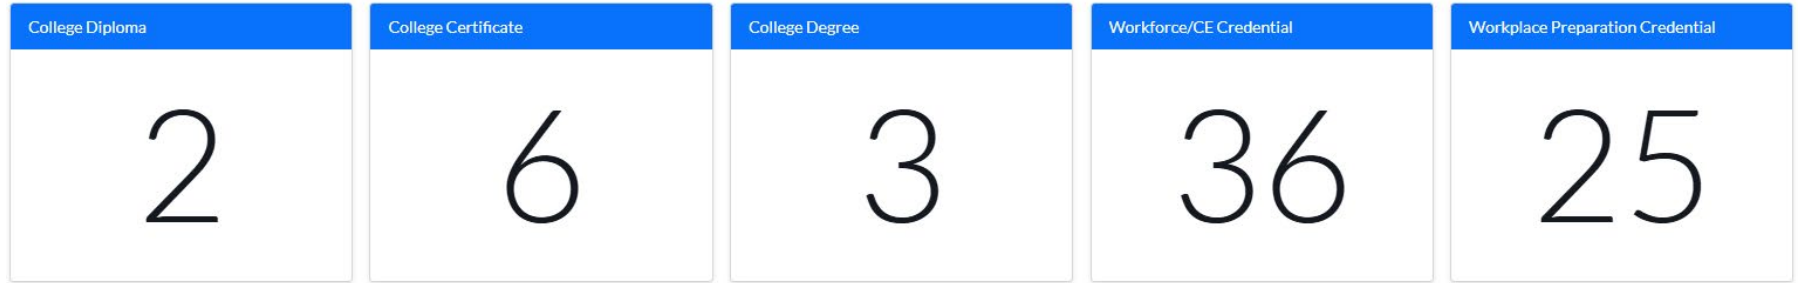 College Diploma
2
College Certificate
6
College Degree
3
Workforce/CE Credential
36
Workplace Preparation Credential
25